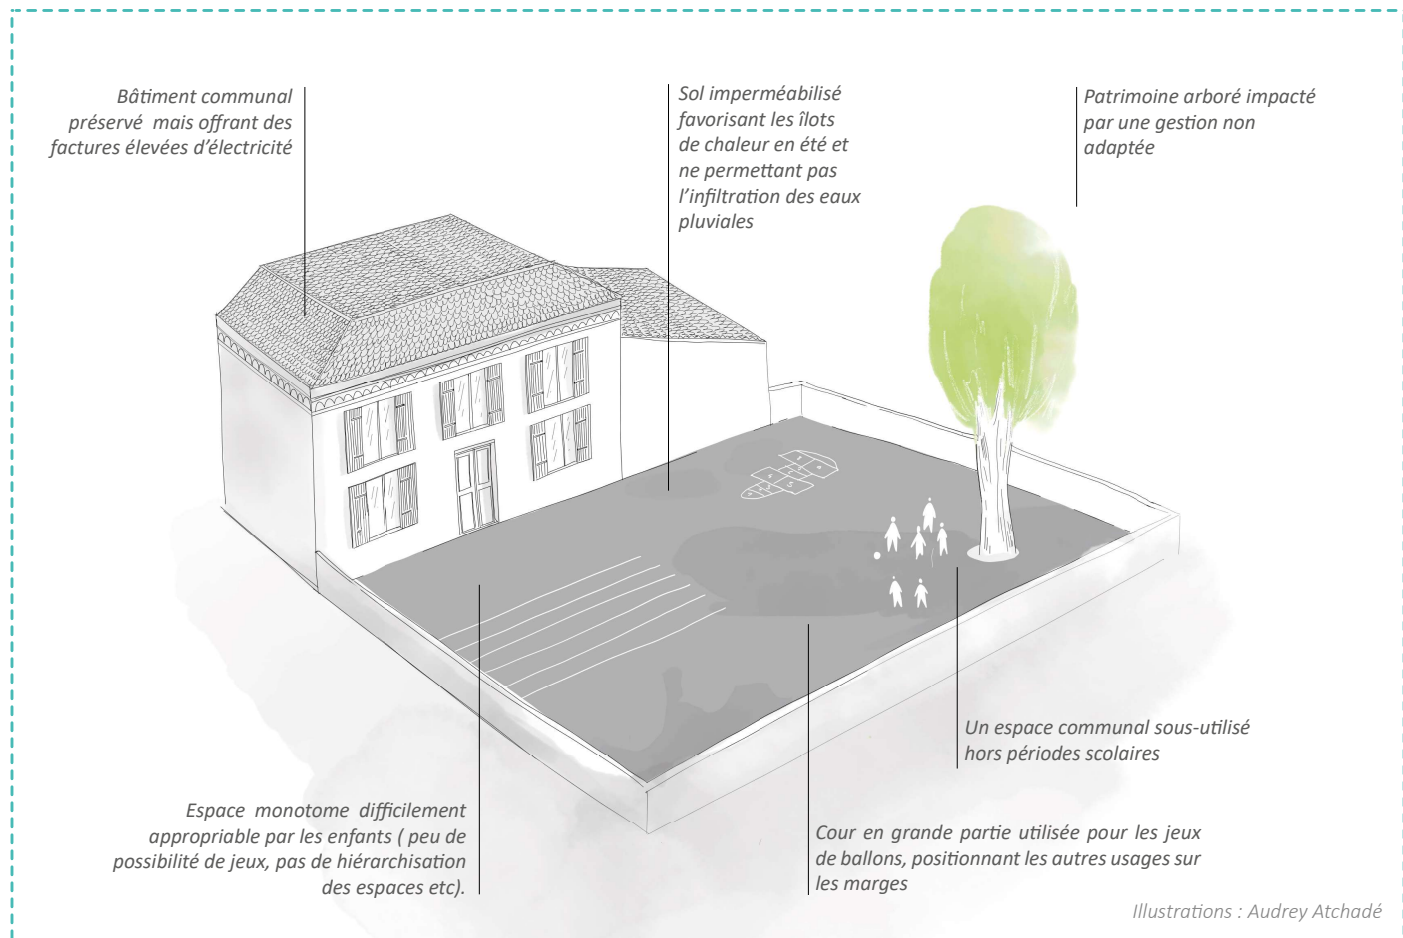 Bâtiment communal
préservé mais offrant des
factures élevées d'électricité
Sol imperméabilisé
favorisant les îlots
de chaleur en été et
ne permettant pas
l'infiltration des eaux
pluviales
Patrimoine arboré impacté
par une gestion non
adaptée
Un espace communal sous-utilisé
hors périodes scolaires
Espace monotome difficilement
appropriable par les enfants ( peu de
possibilité de jeux, pas de hiérarchisation
des espaces etc).
Cour en grande partie utilisée pour les jeux
de ballons, positionnant les autres usages sur
les marges
Illustrations : Audrey Atchadé